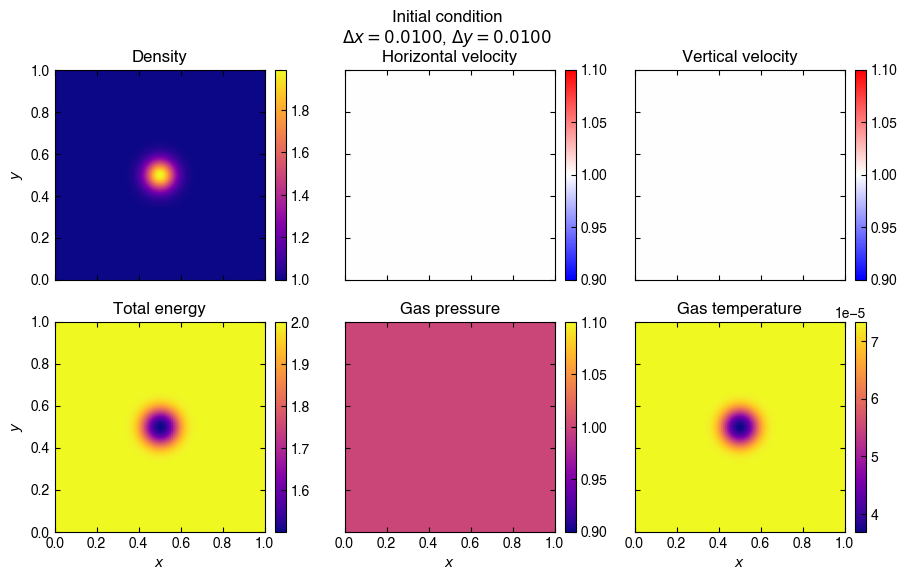 Initial condition
Δx = 0.0100, Δy = 0.0100
Density
Horizontal velocity
Vertical velocity
1.0
0.8
0.6
0.4
0.2
0.0
y
1.8
1.6
1.4
1.2
1.0
1.10
1.05
1.00
0.95
0.90
1.10
1.05
1.00
0.95
0.90
Total energy
Gas pressure
Gas temperature
1e−5
1.0
0.8
0.6
0.4
0.2
0.0
y
0.0 0.2 0.4 0.6 0.8 1.0
x
2.0
1.9
1.8
1.7
1.6
0.0 0.2 0.4 0.6 0.8 1.0
x
1.10
1.05
1.00
0.95
0.90
0.0 0.2 0.4 0.6 0.8 1.0
x
7
6
5
4